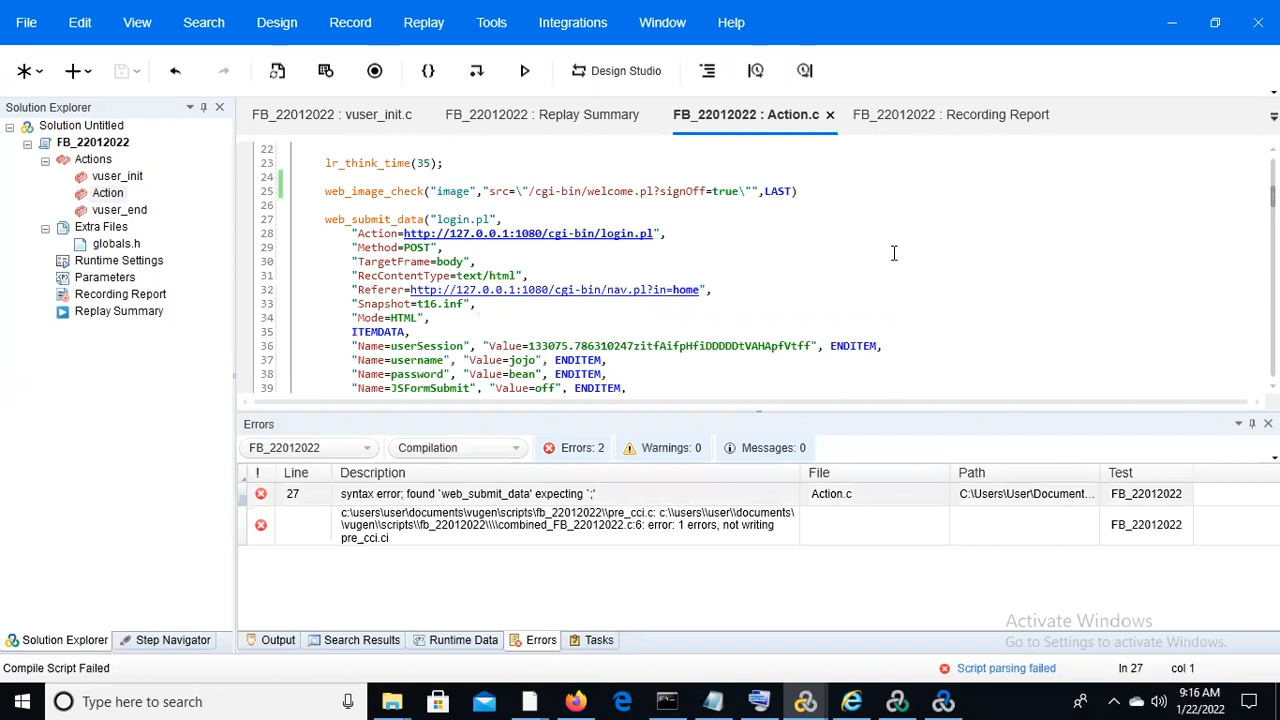 File Edit View Search Design Record Replay Tools Integrations Window Help
Design Studio
Solution Explorer
Solution Untitled
FB_22012022
Actions
vuser_init
Action
vuser_end
Extra Files
globals.h
Runtime Settings
Parameters
Recording Report
Replay Summary
FB_22012022 : vuser_init.c FB_22012022 : Replay Summary FB_22012022 : Action.c FB_22012022 : Recording Report
22
23 lr_think_time(35);
24
25 web_image_check("image","src=\"/cgi-bin/welcome.pl?signOff=true\"",LAST)
26
27 web_submit_data("login.pl",
28 "Action=http://127.0.0.1:1080/cgi-bin/login.pl",
29 "Method=POST",
30 "TargetFrame=body",
31 "RecContentType=text/html",
32 "Referer=http://127.0.0.1:1080/cgi-bin/nav.pl?in=home",
33 "Snapshot=t16.inf",
34 "Mode=HTML",
35 ITEMDATA,
36 "Name=userSession", "Value=133075.786310247zitfAifpHfiDDDDDtVAHApfVtff", ENDITEM,
37 "Name=username", "Value=jojo", ENDITEM,
38 "Name=password", "Value=bean", ENDITEM,
39 "Name=JSFormSubmit", "Value=off", ENDITEM,
Errors
FB_22012022 Compilation Errors: 2 Warnings: 0 Messages: 0
! Line Description File Path Test
27 syntax error; found `web_submit_data' expecting `;' Action.c C:\Users\User\Document... FB_22012022
c:\users\user\documents\vugen\scripts\fb_22012022\\pre_cci.c: c:\\users\\user\\documents\
\vugen\\scripts\\fb_22012022\\\\combined_FB_22012022.c:6: error: 1 errors, not writing FB_22012022
pre_cci.ci
Solution Explorer Step Navigator Output Search Results Runtime Data Errors Tasks
Activate Windows
Go to Settings to activate Windows.
Compile Script Failed Script parsing failed ln 27 col 1
Type here to search
9:16 AM
1/22/2022